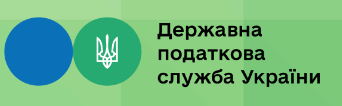 Державна
податкова
служба України